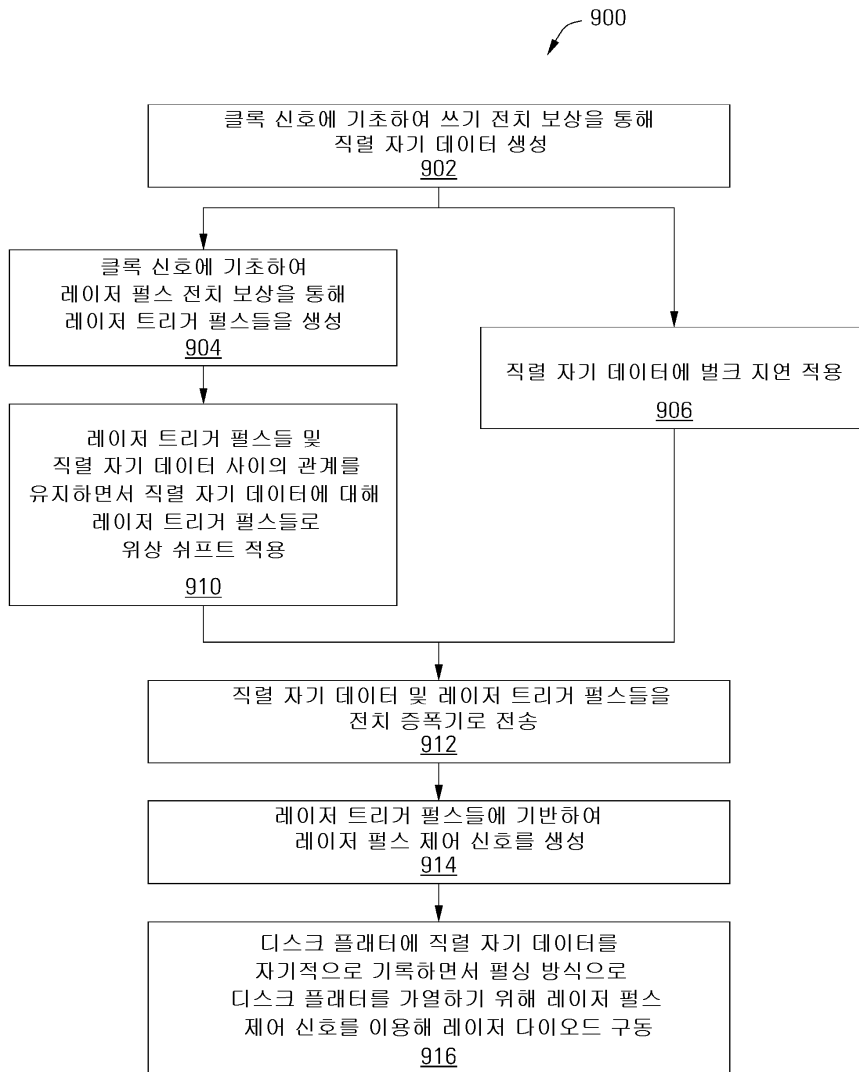 900
클록 신호에 기초하여 쓰기 전치 보상을 통해
직렬 자기 데이터 생성
902
클록 신호에 기초하여
레이저 펄스 전치 보상을 통해
레이저 트리거 펄스들을 생성
904
직렬 자기 데이터에 벌크 지연 적용
906
레이저 트리거 펄스들 및
직렬 자기 데이터 사이의 관계를
유지하면서 직렬 자기 데이터에 대해
레이저 트리거 펄스들로
위상 쉬프트 적용
910
직렬 자기 데이터 및 레이저 트리거 펄스들을
전치 증폭기로 전송
912
레이저 트리거 펄스들에 기반하여
레이저 펄스 제어 신호를 생성
914
디스크 플래터에 직렬 자기 데이터를
자기적으로 기록하면서 펄싱 방식으로
디스크 플래터를 가열하기 위해 레이저 펄스
제어 신호를 이용해 레이저 다이오드 구동
916